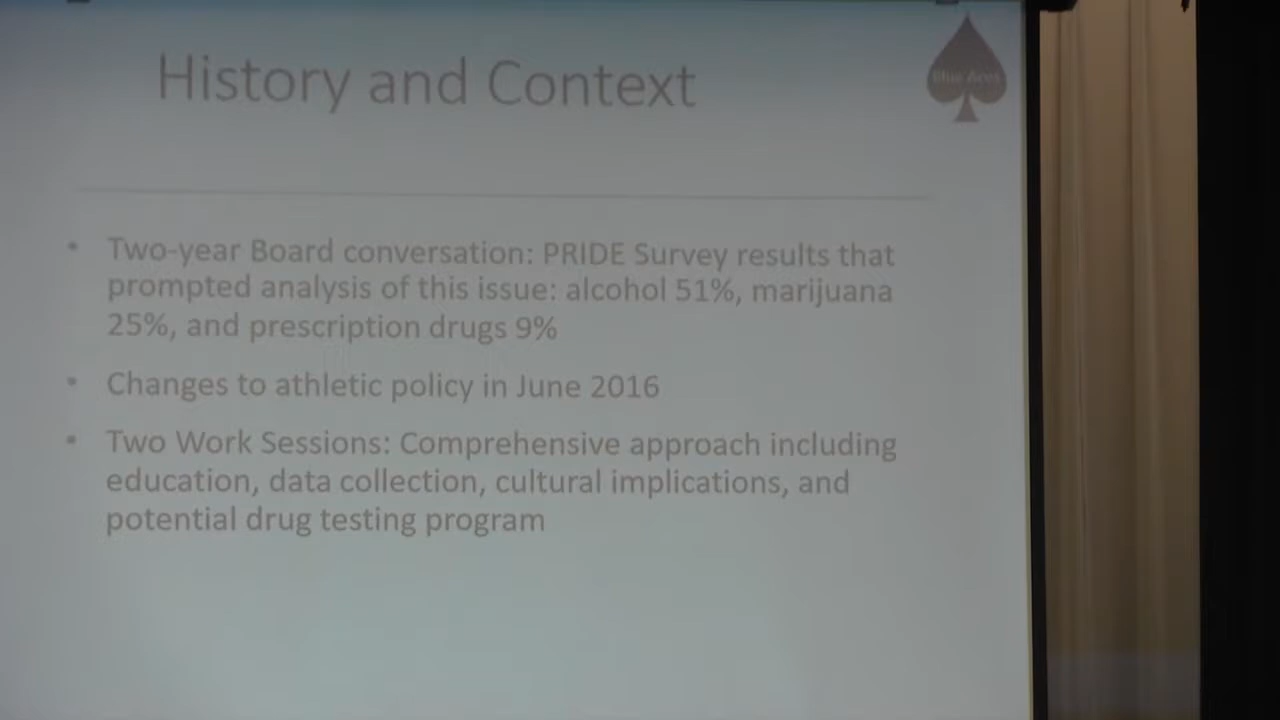 History and Context
Blue Aces
• Two-year Board conversation: PRIDE Survey results that
prompted analysis of this issue: alcohol 51%, marijuana
25%, and prescription drugs 9%
• Changes to athletic policy in June 2016
• Two Work Sessions: Comprehensive approach including
education, data collection, cultural implications, and
potential drug testing program